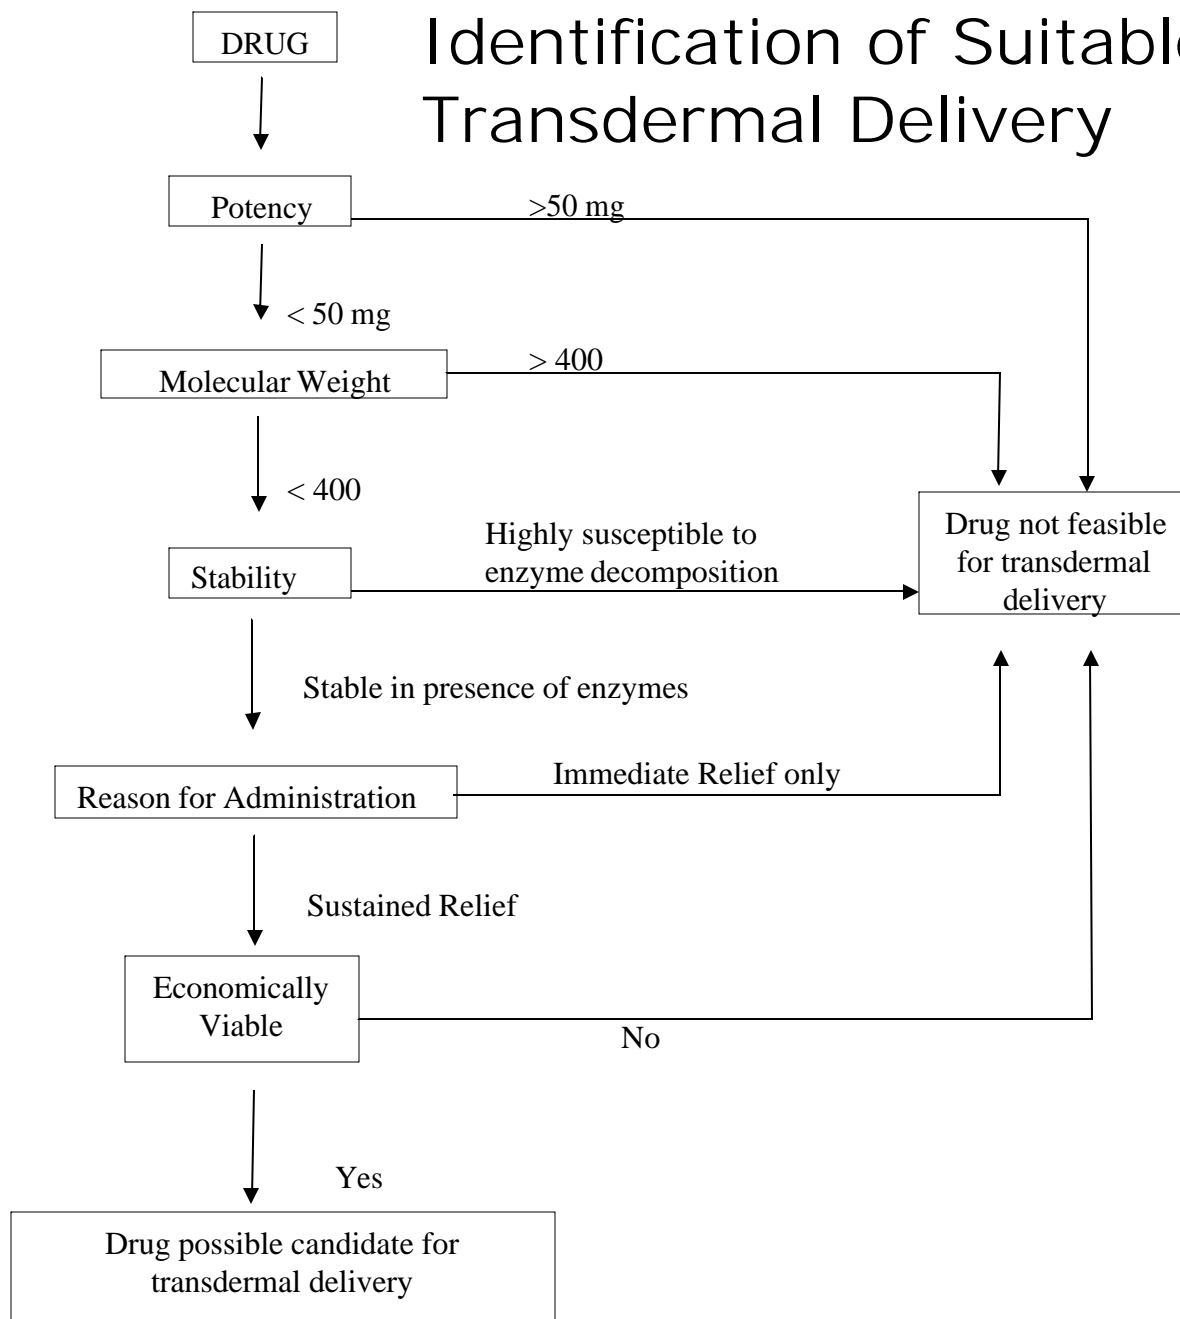 DRUG
Identification of Suitable
Transdermal Delivery
Potency
>50 mg
< 50 mg
Molecular Weight
> 400
< 400
Stability
Highly susceptible to
enzyme decomposition
Drug not feasible
for transdermal
delivery
Stable in presence of enzymes
Reason for Administration
Immediate Relief only
Sustained Relief
Economically
Viable
No
Yes
Drug possible candidate for
transdermal delivery